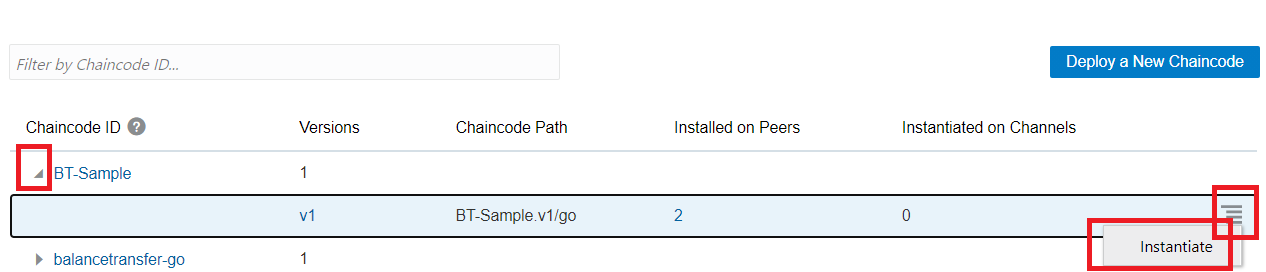 Filter by Chaincode ID...
Deploy a New Chaincode
Chaincode ID ? Versions Chaincode Path Installed on Peers Instantiated on Channels
BT-Sample 1
v1 BT-Sample.v1/go 2 0
Instantiate
balancetransfer-go 1